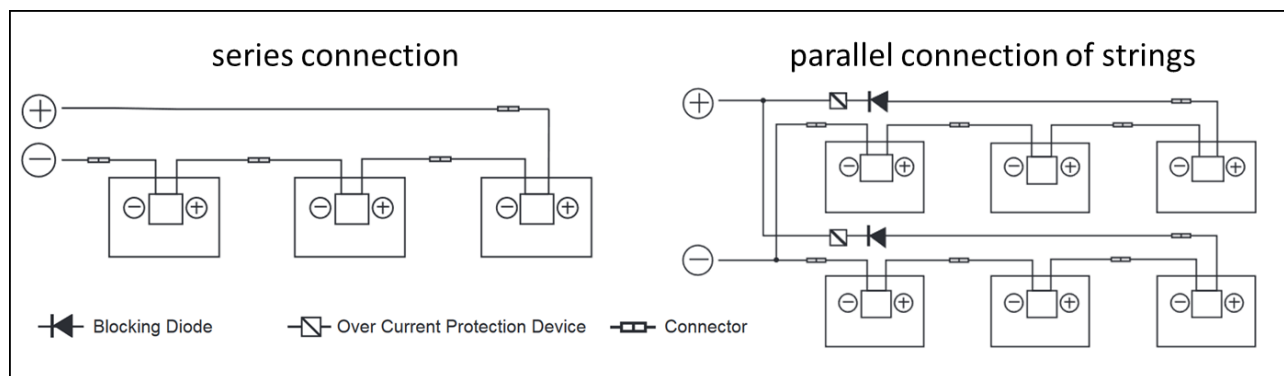 series connection
parallel connection of strings
+
−
− + − + − +
+
− + − + − +
−
− + − + − +
Blocking Diode
Over Current Protection Device
Connector